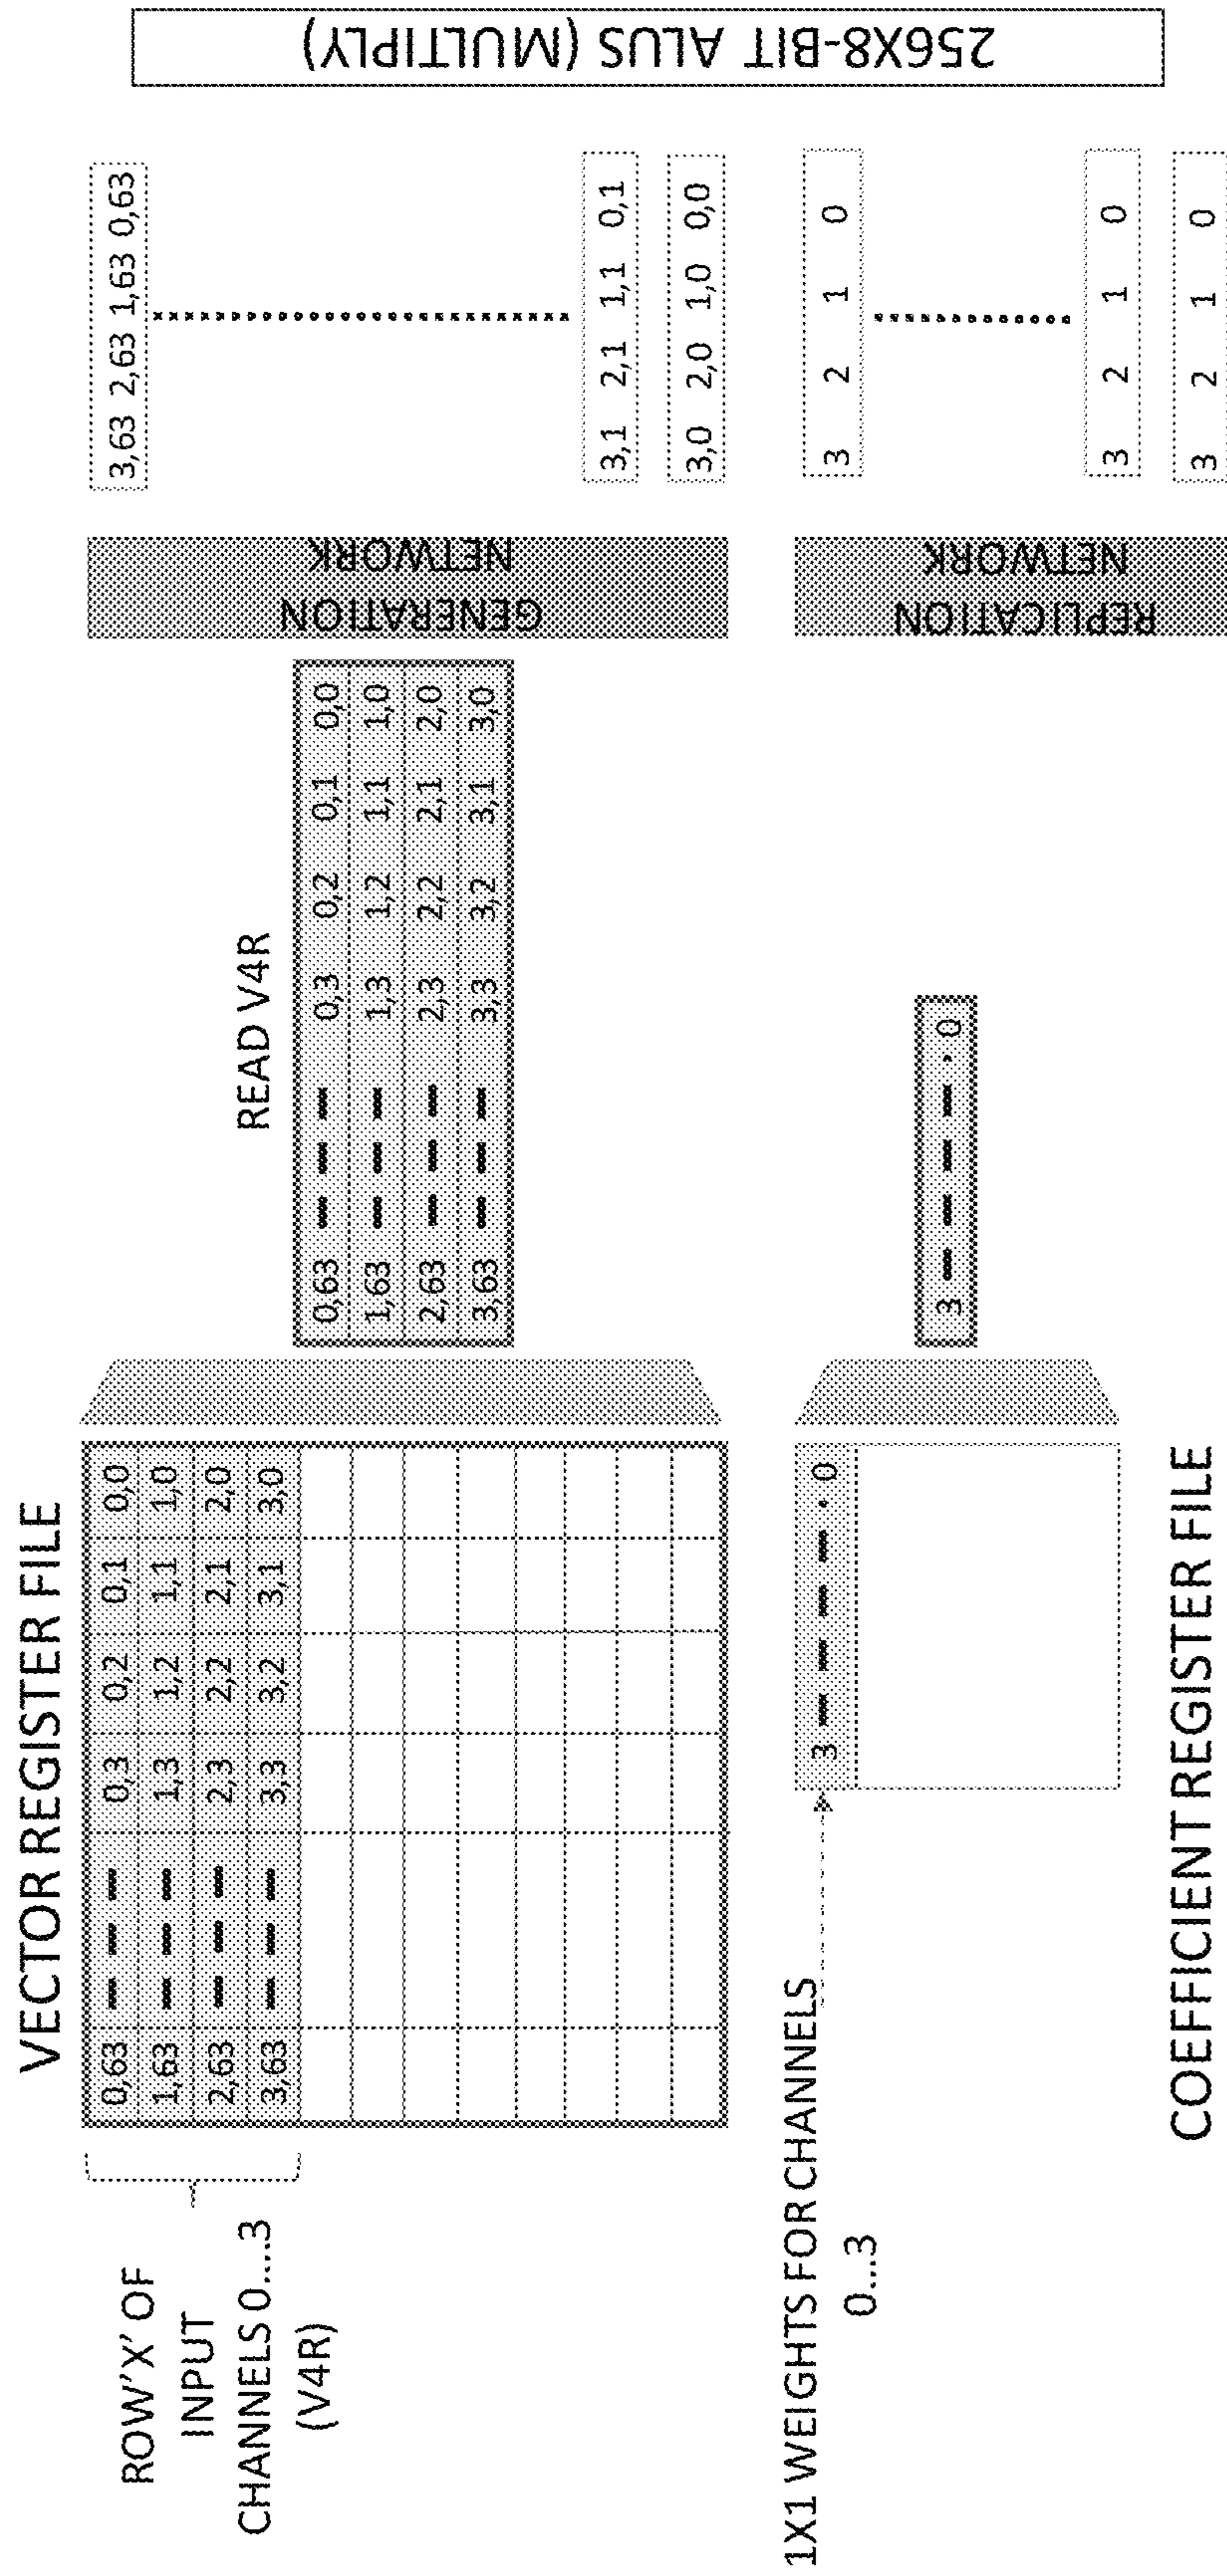 VECTOR REGISTER FILE
ROW'X' OF
INPUT
CHANNELS 0....3
(V4R)
0,63 0,3 0,2 0,1 0,0
1,63 1,3 1,2 1,1 1,0
2,63 2,3 2,2 2,1 2,0
3,63 3,3 3,2 3,1 3,0
READ V4R
0,63 0,3 0,2 0,1 0,0
1,63 1,3 1,2 1,1 1,0
2,63 2,3 2,2 2,1 2,0
3,63 3,3 3,2 3,1 3,0
GENERATION
NETWORK
3,63 2,63 1,63 0,63
3,1 2,1 1,1 0,1
3,0 2,0 1,0 0,0
256X8-BIT ALUS (MULTIPLY)
1X1 WEIGHTS FOR CHANNELS
0...3
3 0
3 0
REPLICATION
NETWORK
3 2 1 0
3 2 1 0
3 2 1 0
COEFFICIENT REGISTER FILE